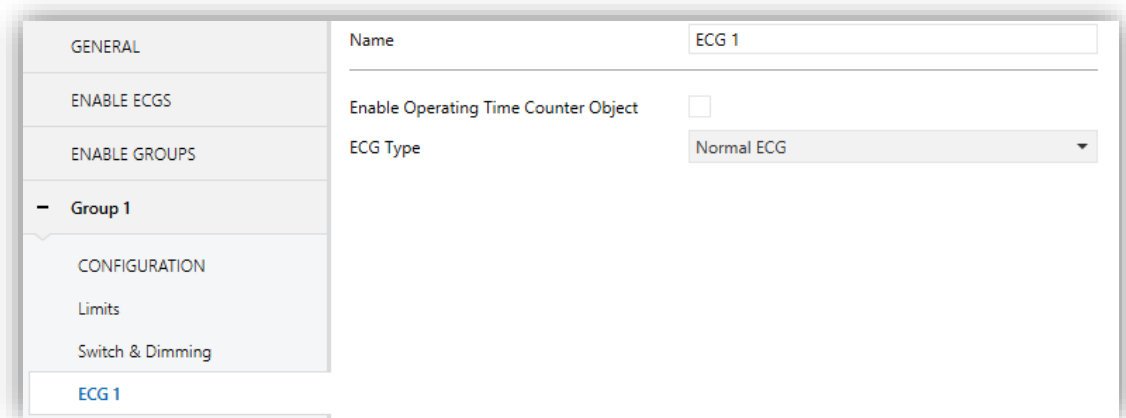 GENERAL
ENABLE ECGS
ENABLE GROUPS
– Group 1
CONFIGURATION
Limits
Switch & Dimming
ECG 1
Name ECG 1
Enable Operating Time Counter Object
ECG Type Normal ECG